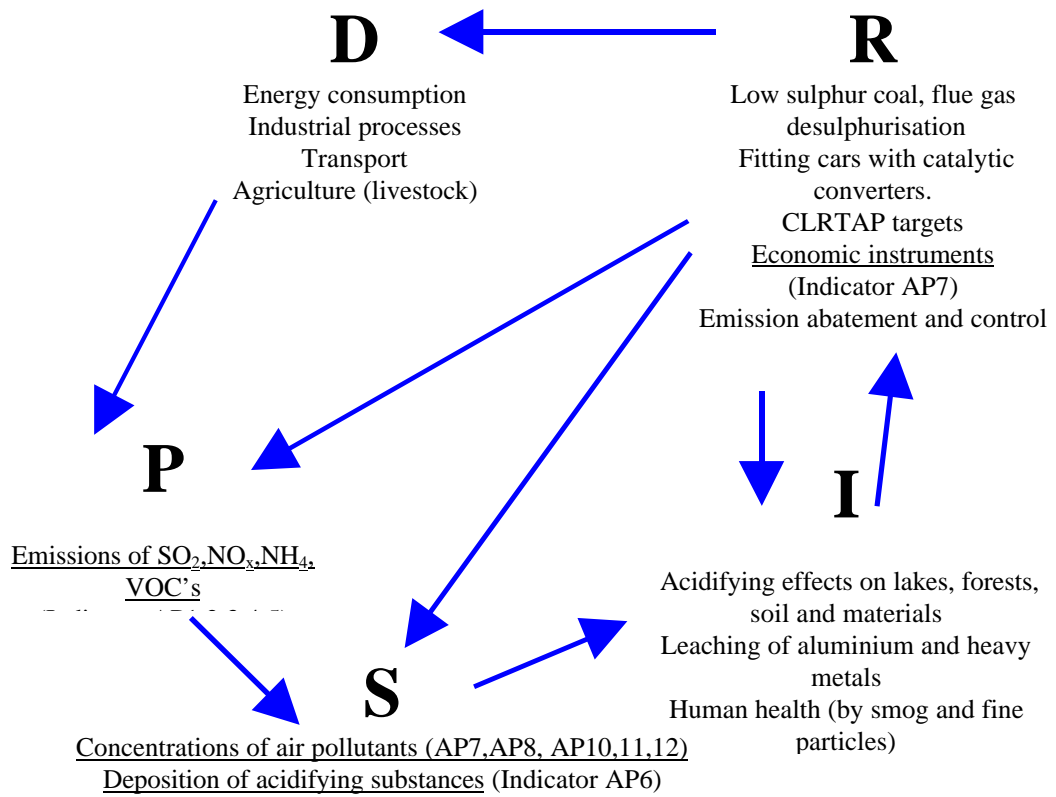 D
Energy consumption
Industrial processes
Transport
Agriculture (livestock)
R
Low sulphur coal, flue gas
desulphurisation
Fitting cars with catalytic
converters.
CLRTAP targets
Economic instruments
(Indicator AP7)
Emission abatement and control
P
Emissions of SO₂,NOₓ,NH₄,
VOC’s
I
Acidifying effects on lakes, forests,
soil and materials
Leaching of aluminium and heavy
metals
Human health (by smog and fine
particles)
S
Concentrations of air pollutants (AP7,AP8, AP10,11,12)
Deposition of acidifying substances (Indicator AP6)